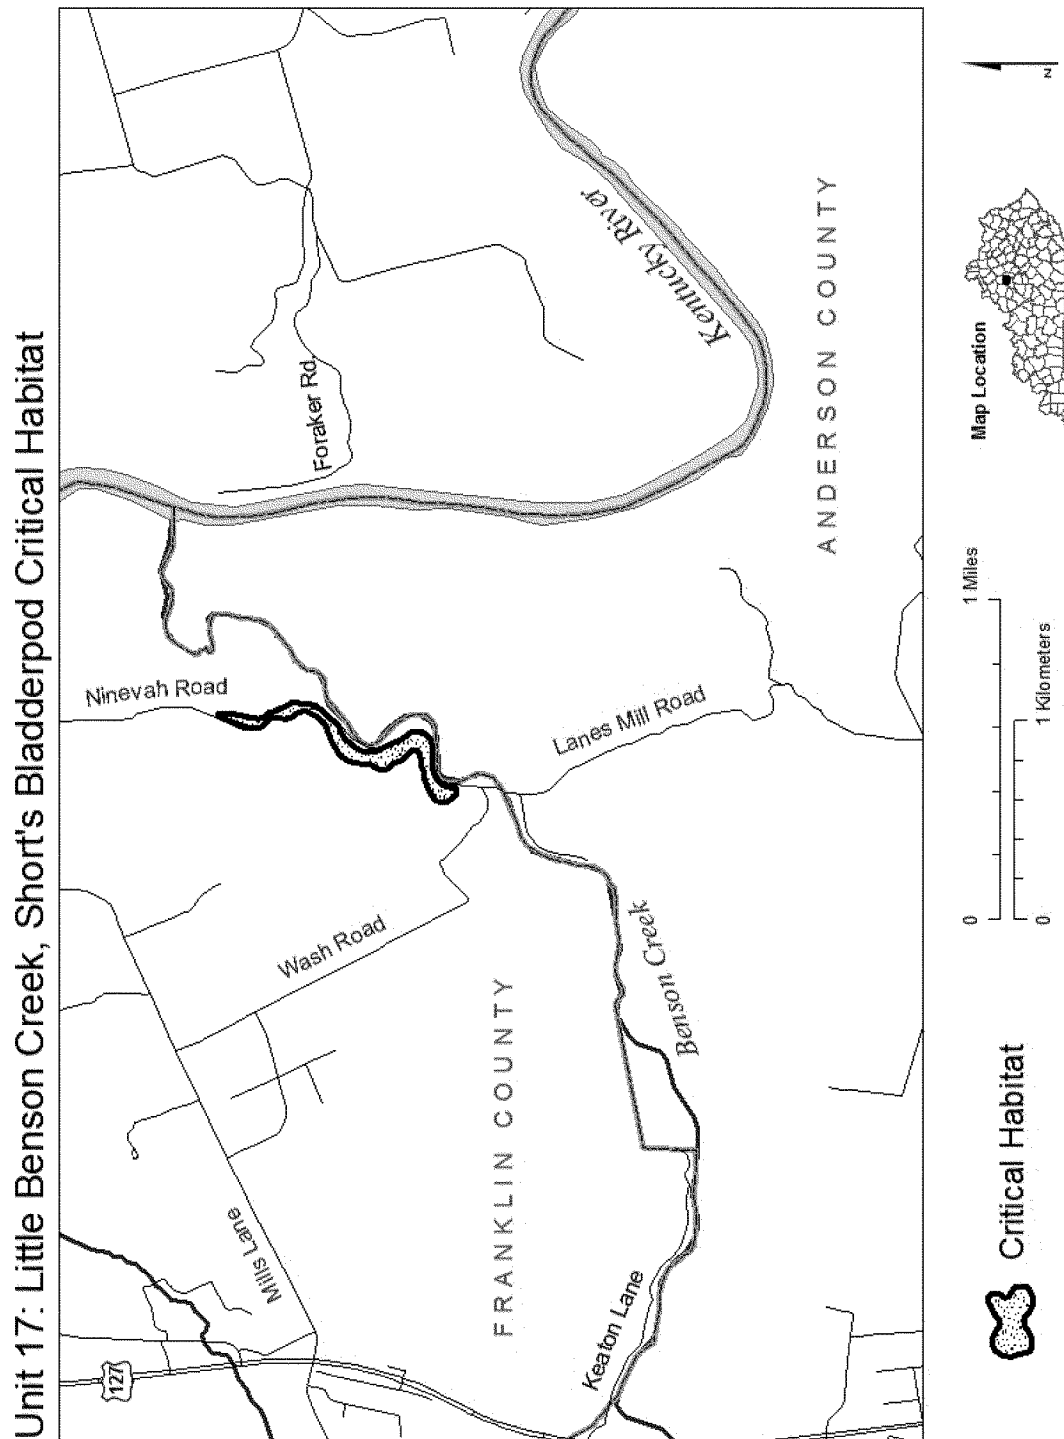 Unit 17: Little Benson Creek, Short's Bladderpod Critical Habitat
127
Mills Lane
Wash Road
Ninevah Road
Foraker Rd.
Kentucky River
FRANKLIN COUNTY
Lanes Mill Road
Keaton Lane
Benson Creek
ANDERSON COUNTY
Critical Habitat
0 1 Miles
0 1 Kilometers
Map Location
N